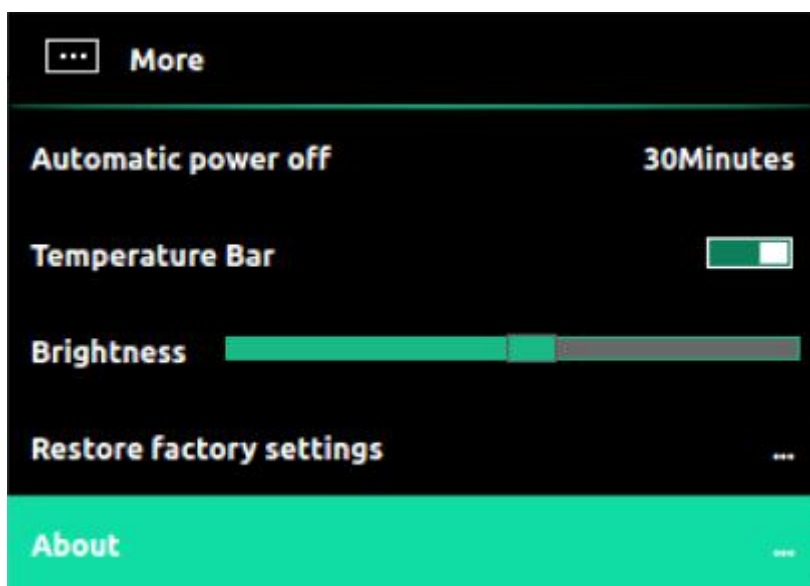 More
Automatic power off 30Minutes
Temperature Bar
Brightness
Restore factory settings ...
About ...